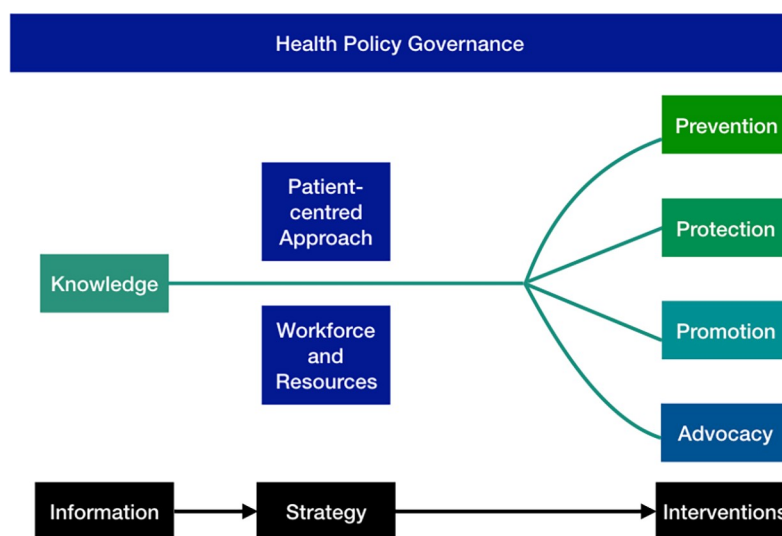 Health Policy Governance
Prevention
Patient-
centred
Approach
Protection
Knowledge
Workforce
and
Resources
Promotion
Advocacy
Information
Strategy
Interventions